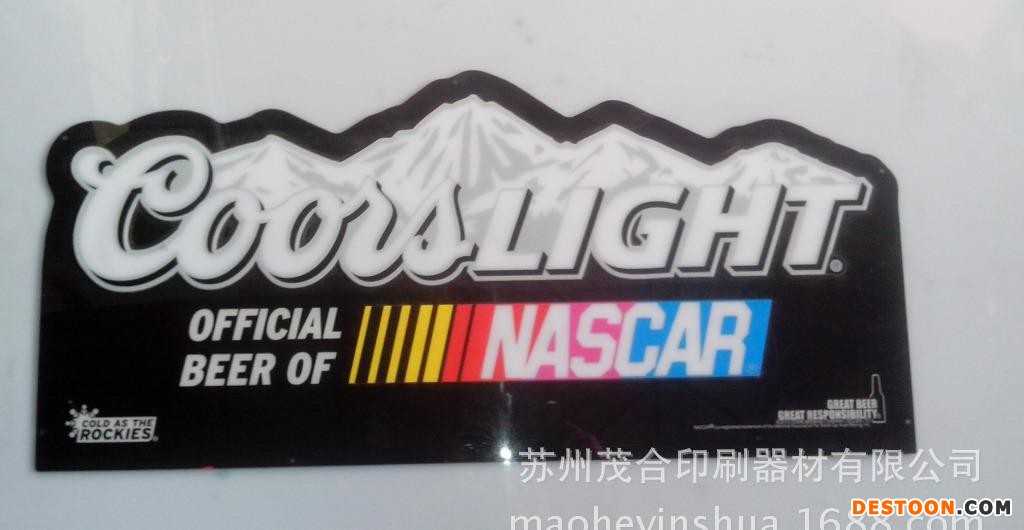 Coors LIGHT®
OFFICIAL
BEER OF
NASCAR®
COLD AS THE
ROCKIES®
GREAT BEER
GREAT RESPONSIBILITY®
苏州茂合印刷器材有限公司
maoheyinshua.1688.com
DESTOON.COM